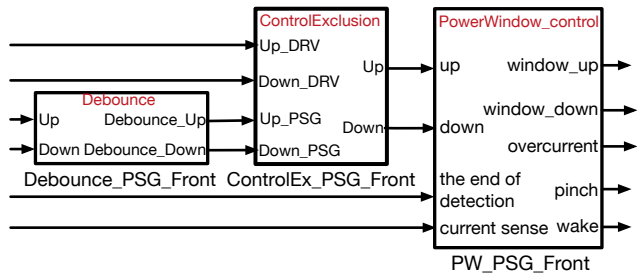 ControlExclusion
PowerWindow_control
Up_DRV
Up
up
window_up
Down_DRV
Debounce
window_down
Up
Debounce_Up
Up_PSG
Down
down
Down
Debounce_Down
Down_PSG
overcurrent
Debounce_PSG_Front
ControlEx_PSG_Front
the end of
detection
pinch
current sense
wake
PW_PSG_Front